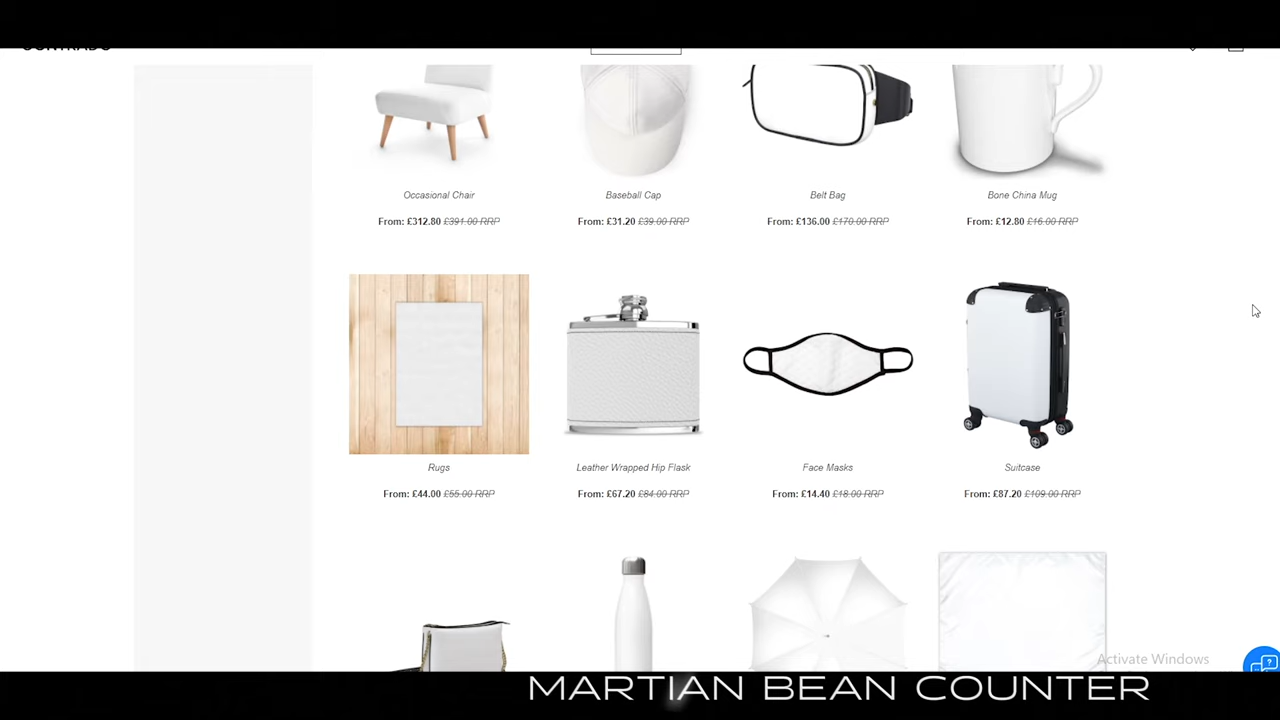 Occasional Chair
Baseball Cap
Belt Bag
Bone China Mug
From: £312.80 £391.00 RRP
From: £31.20 £39.00 RRP
From: £136.00 £170.00 RRP
From: £12.80 £16.00 RRP
Rugs
Leather Wrapped Hip Flask
Face Masks
Suitcase
From: £44.00 £55.00 RRP
From: £67.20 £84.00 RRP
From: £14.40 £18.00 RRP
From: £87.20 £109.00 RRP
Activate Windows
MARTIAN BEAN COUNTER